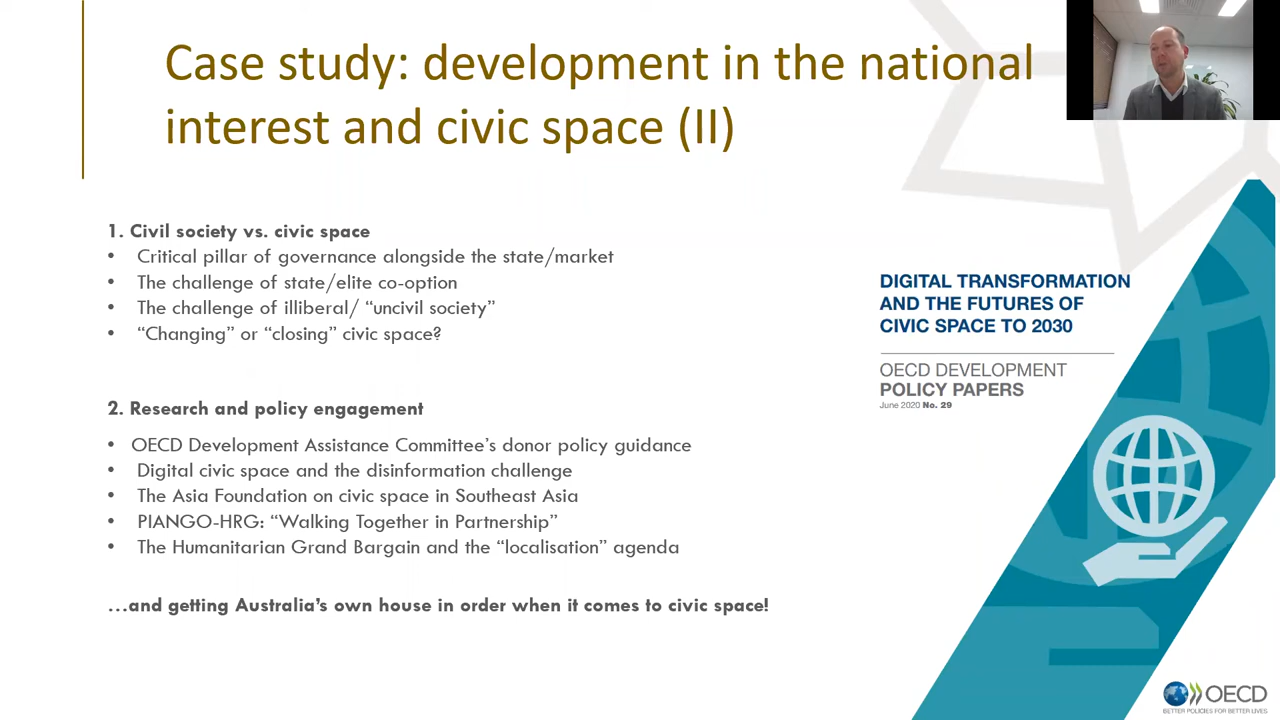 Case study: development in the national
interest and civic space (II)
1. Civil society vs. civic space
• Critical pillar of governance alongside the state/market
• The challenge of state/elite co-option
• The challenge of illiberal/ “uncivil society”
• “Changing” or “closing” civic space?
2. Research and policy engagement
• OECD Development Assistance Committee’s donor policy guidance
• Digital civic space and the disinformation challenge
• The Asia Foundation on civic space in Southeast Asia
• PIANGO-HRG: “Walking Together in Partnership”
• The Humanitarian Grand Bargain and the “localisation” agenda
…and getting Australia’s own house in order when it comes to civic space!
DIGITAL TRANSFORMATION
AND THE FUTURES OF
CIVIC SPACE TO 2030
OECD DEVELOPMENT
POLICY PAPERS
June 2020 No. 29
OECD
BETTER POLICIES FOR BETTER LIVES